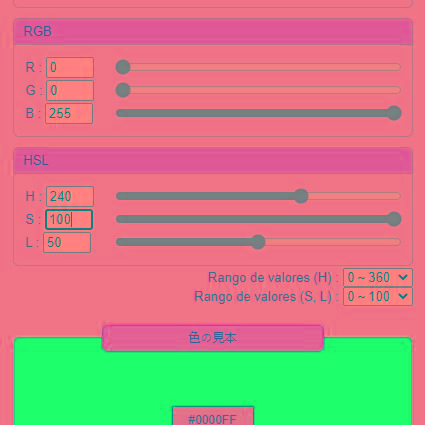 RGB
R : 0
G : 0
B : 255
HSL
H : 240
S : 100
L : 50
Rango de valores (H) : 0 ~ 360
Rango de valores (S, L) : 0 ~ 100
色の見本
#0000FF